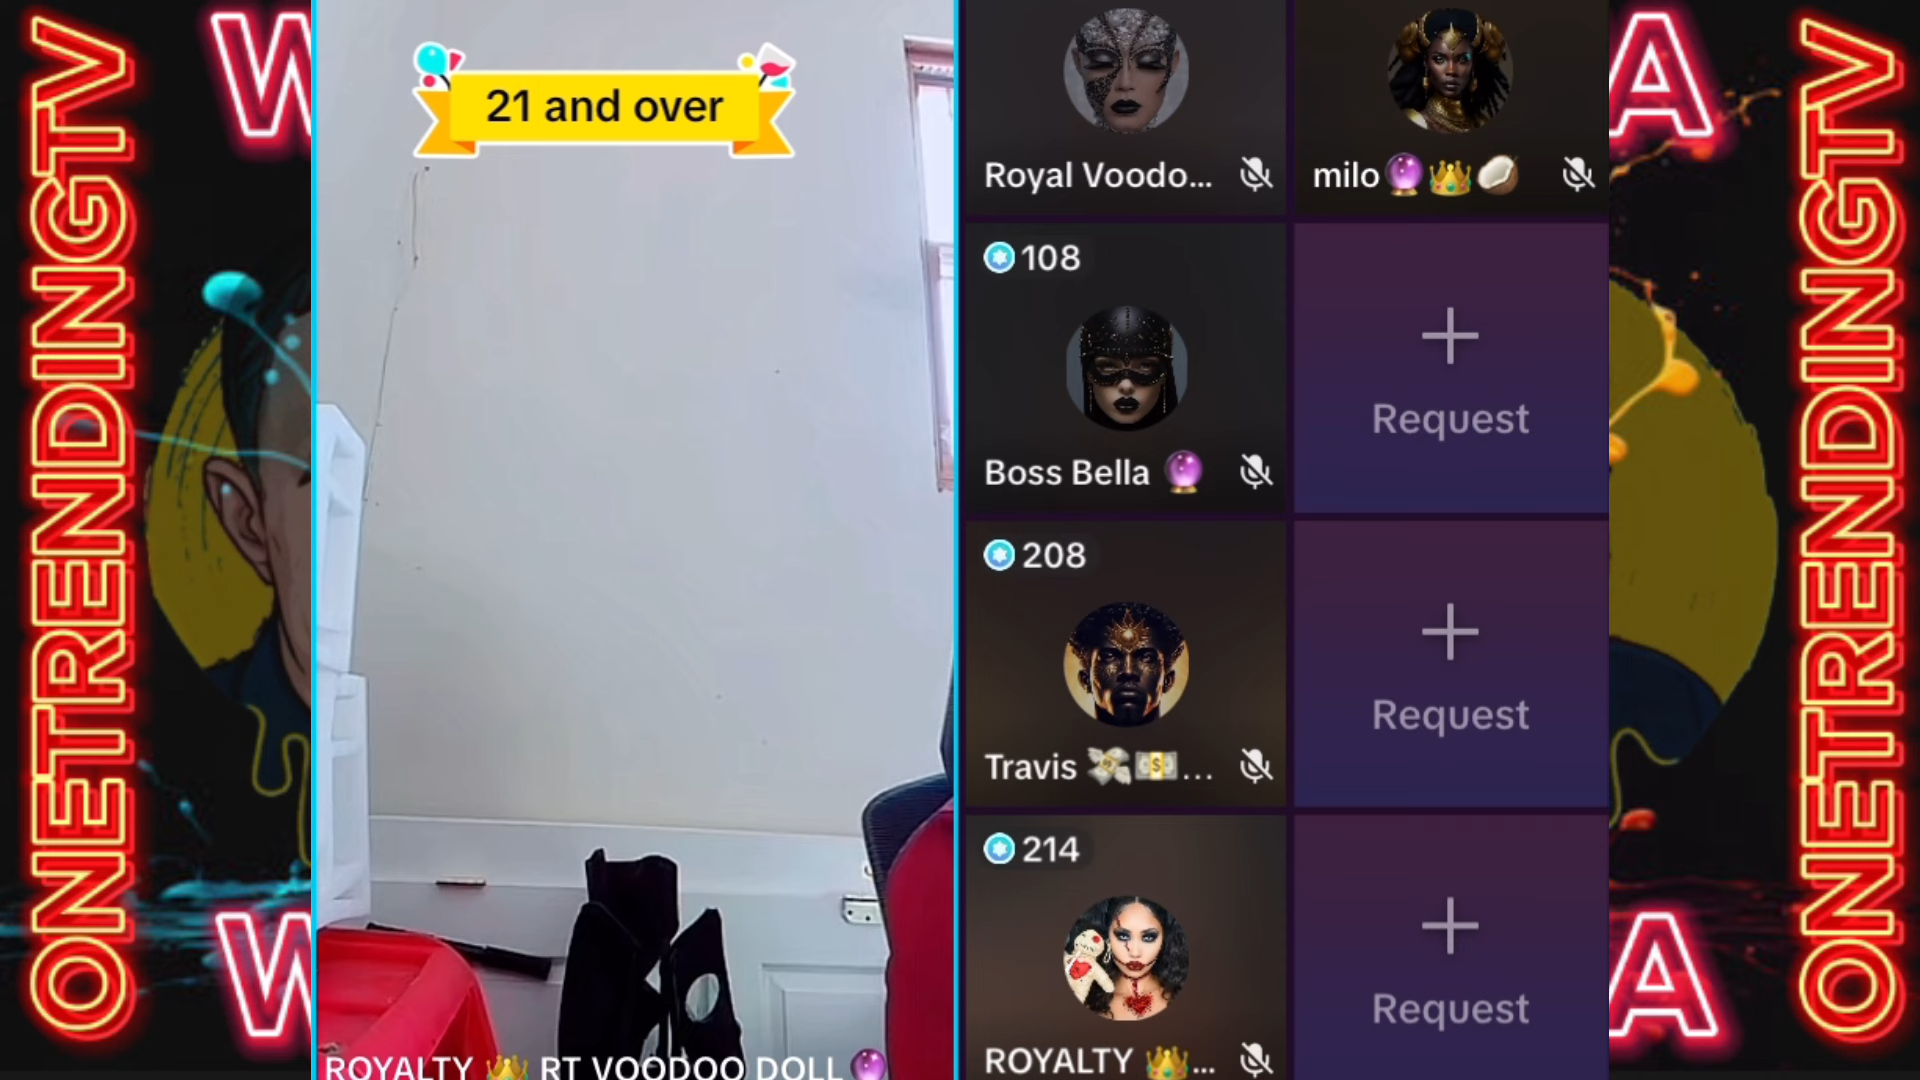 ONETRENDINGTV
W
W
21 and over
ROYALTY 👑 RT VOODOO DOLL 🔮
Royal Voodo...
milo🔮👑🥥
108
Boss Bella 🔮
Request
208
Travis 💸💵...
Request
214
ROYALTY 👑...
Request
A
A
ONETRENDINGTV